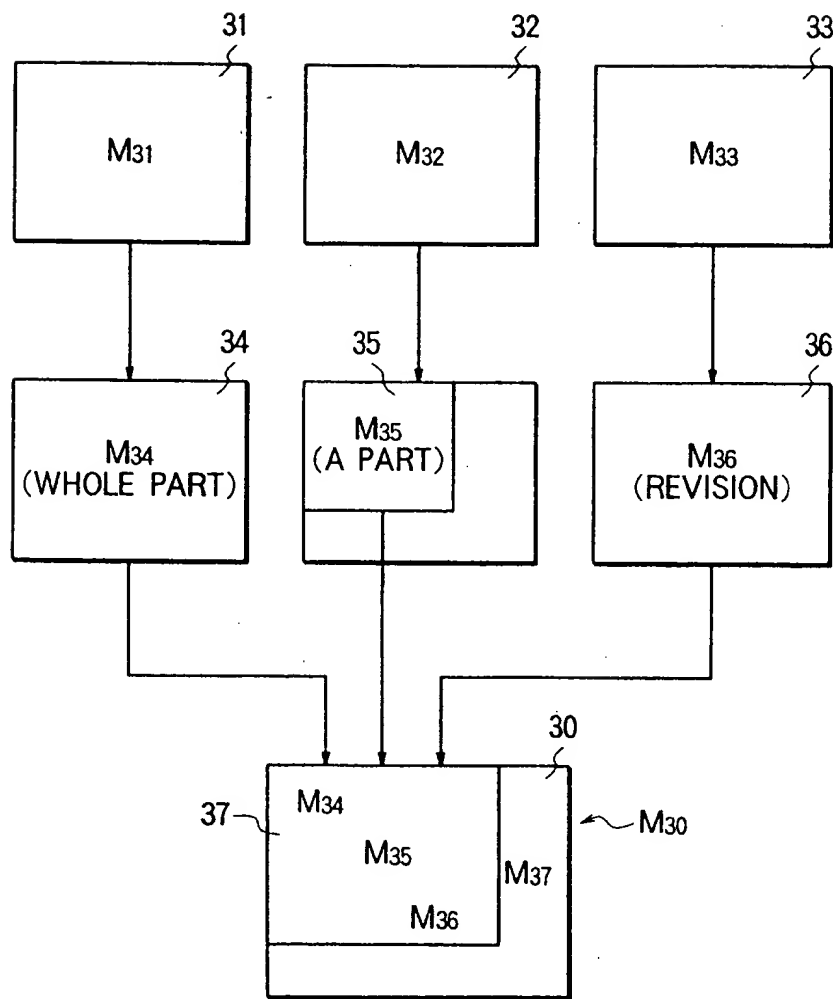 31
32
33
M31
M32
M33
34
35
36
M34
(WHOLE PART)
M35
(A PART)
M36
(REVISION)
30
37
M34
M35
M36
M37
M30